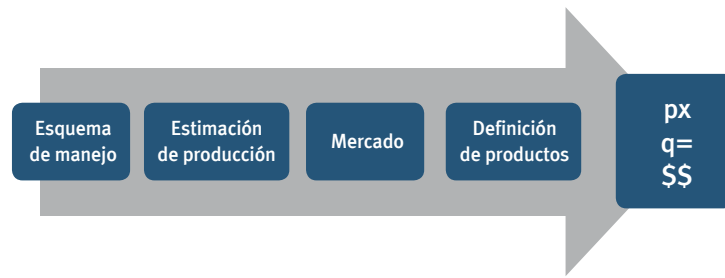 Esquema
de manejo
Estimación
de producción
Mercado
Definición
de productos
px
q=
$$